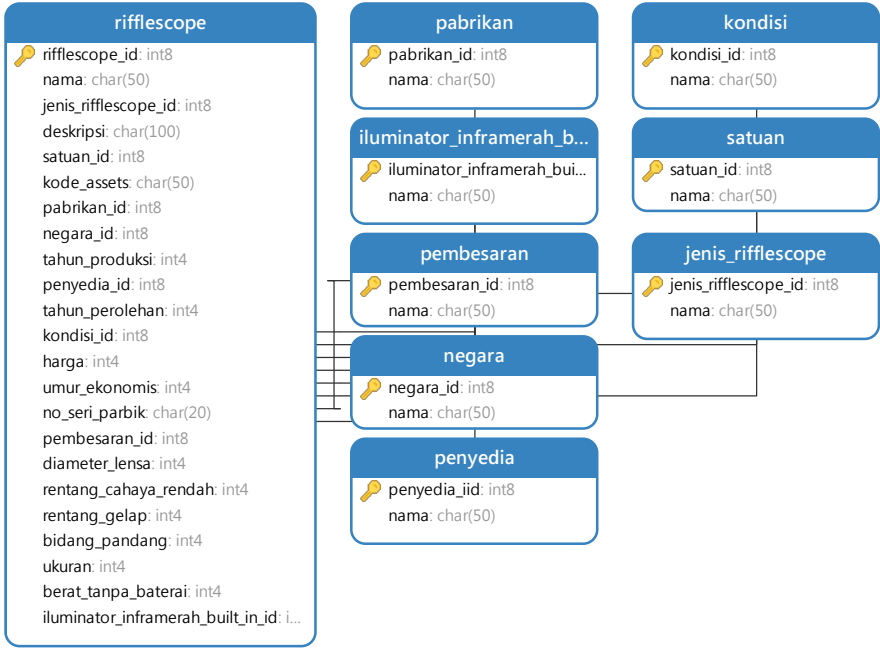 rifflescope
rifflescope_id: int8
nama: char(50)
jenis_rifflescope_id: int8
deskripsi: char(100)
satuan_id: int8
kode_assets: char(50)
pabrikan_id: int8
negara_id: int8
tahun_produksi: int4
penyedia_id: int8
tahun_perolehan: int4
kondisi_id: int8
harga: int4
umur_ekonomis: int4
no_seri_parbik: char(20)
pembesaran_id: int8
diameter_lensa: int4
rentang_cahaya_rendah: int4
rentang_gelap: int4
bidang_pandang: int4
ukuran: int4
berat_tanpa_baterai: int4
iluminator_inframerah_built_in_id: i...
pabrikan
pabrikan_id: int8
nama: char(50)
iluminator_inframerah_b...
iluminator_inframerah_bui...
nama: char(50)
pembesaran
pembesaran_id: int8
nama: char(50)
negara
negara_id: int8
nama: char(50)
penyedia
penyedia_iid: int8
nama: char(50)
kondisi
kondisi_id: int8
nama: char(50)
satuan
satuan_id: int8
nama: char(50)
jenis_rifflescope
jenis_rifflescope_id: int8
nama: char(50)